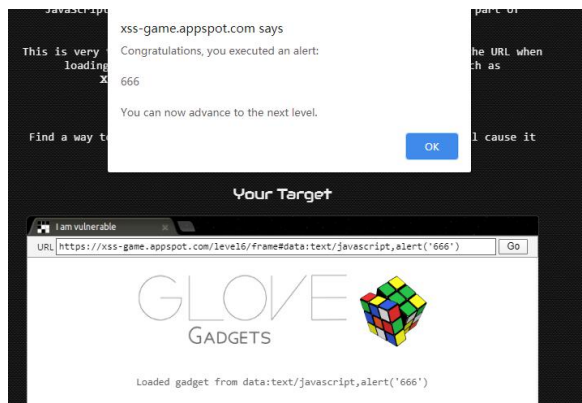 JavaScript part of
xss-game.appspot.com says
Congratulations, you executed an alert:
This is very he URL when
loading ch as
X
666
You can now advance to the next level.
Find a way to l cause it
OK
Your Target
I am vulnerable
URL https://xss-game.appspot.com/level6/frame#data:text/javascript,alert('666') Go
GLOVE
GADGETS
Loaded gadget from data:text/javascript,alert('666')